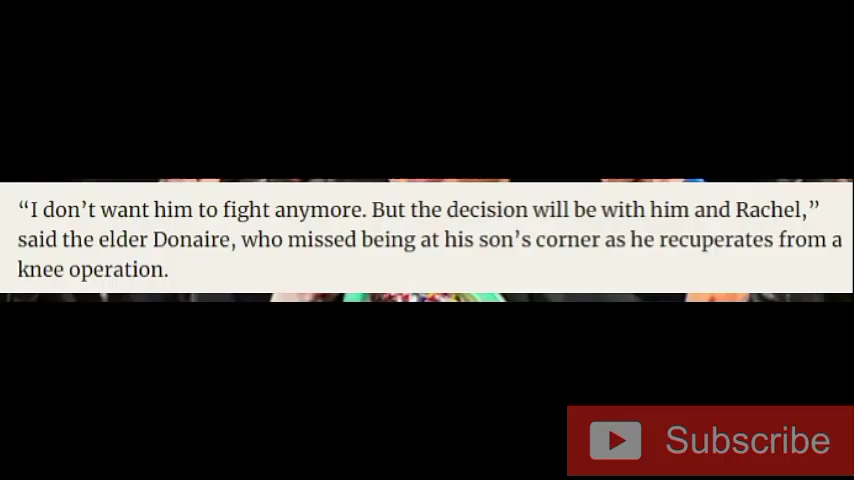 “I don’t want him to fight anymore. But the decision will be with him and Rachel,”
said the elder Donaire, who missed being at his son’s corner as he recuperates from a
knee operation.
Subscribe